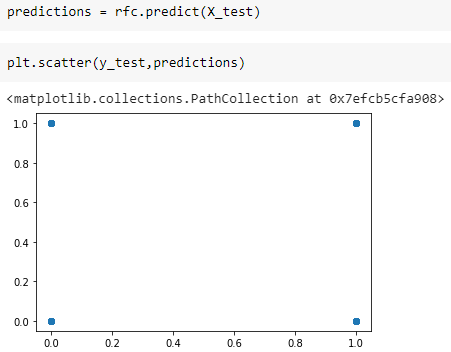 predictions = rfc.predict(X_test)
plt.scatter(y_test,predictions)
<matplotlib.collections.PathCollection at 0x7efcb5cfa908>
1.0
0.8
0.6
0.4
0.2
0.0
0.0 0.2 0.4 0.6 0.8 1.0